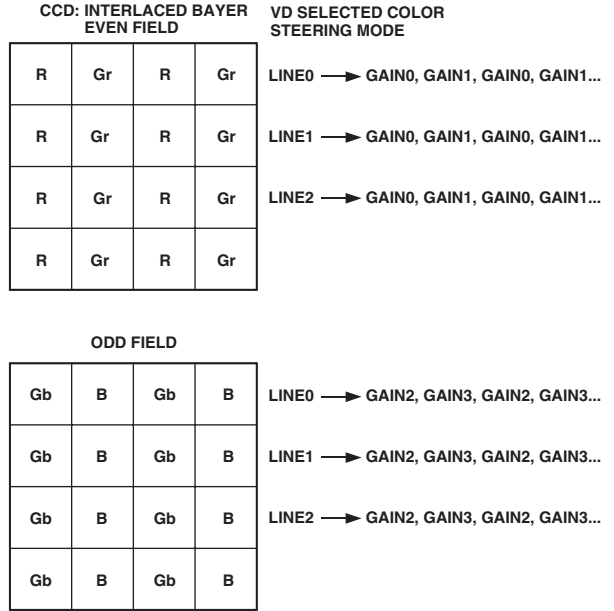 CCD: INTERLACED BAYER
EVEN FIELD
VD SELECTED COLOR
STEERING MODE
R Gr R Gr
LINE0 GAIN0, GAIN1, GAIN0, GAIN1...
R Gr R Gr
LINE1 GAIN0, GAIN1, GAIN0, GAIN1...
R Gr R Gr
LINE2 GAIN0, GAIN1, GAIN0, GAIN1...
R Gr R Gr
ODD FIELD
Gb B Gb B
LINE0 GAIN2, GAIN3, GAIN2, GAIN3...
Gb B Gb B
LINE1 GAIN2, GAIN3, GAIN2, GAIN3...
Gb B Gb B
LINE2 GAIN2, GAIN3, GAIN2, GAIN3...
Gb B Gb B